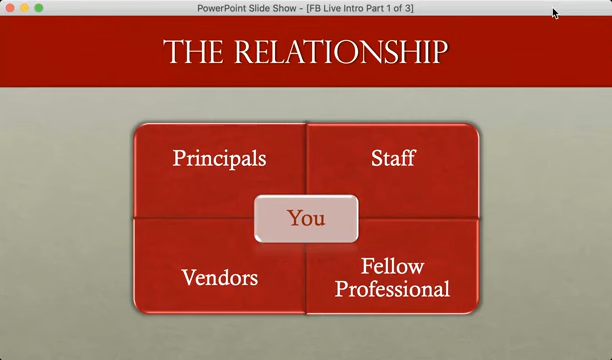 PowerPoint Slide Show - [FB Live Intro Part 1 of 3]
THE RELATIONSHIP
Principals
Staff
You
Vendors
Fellow
Professional